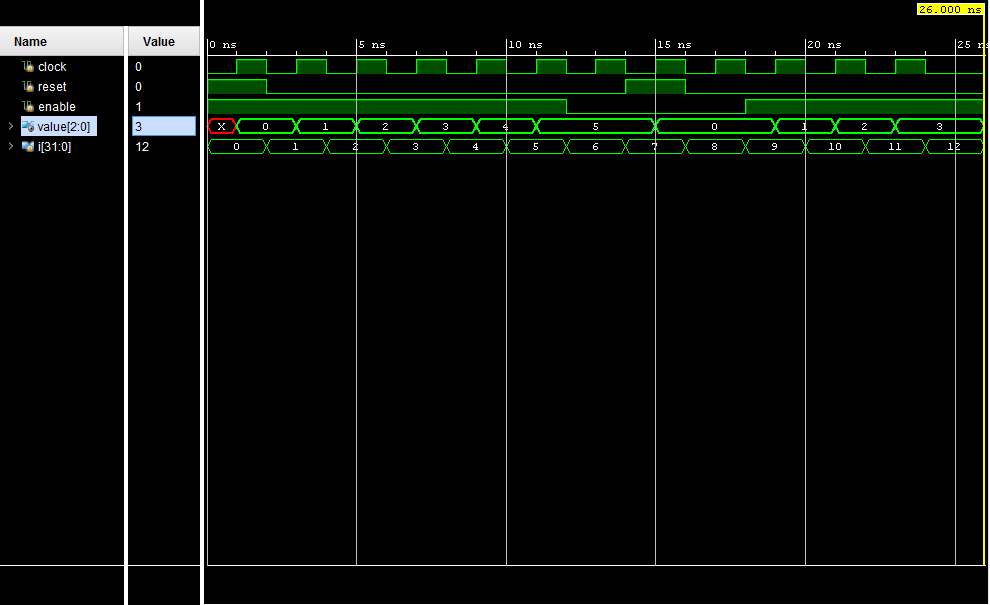 26.000 ns
Name Value 0 ns 5 ns 10 ns 15 ns 20 ns 25 ns
clock 0
reset 0
enable 1
value[2:0] 3 X 0 1 2 3 4 5 0 1 2 3
i[31:0] 12 0 1 2 3 4 5 6 7 8 9 10 11 12